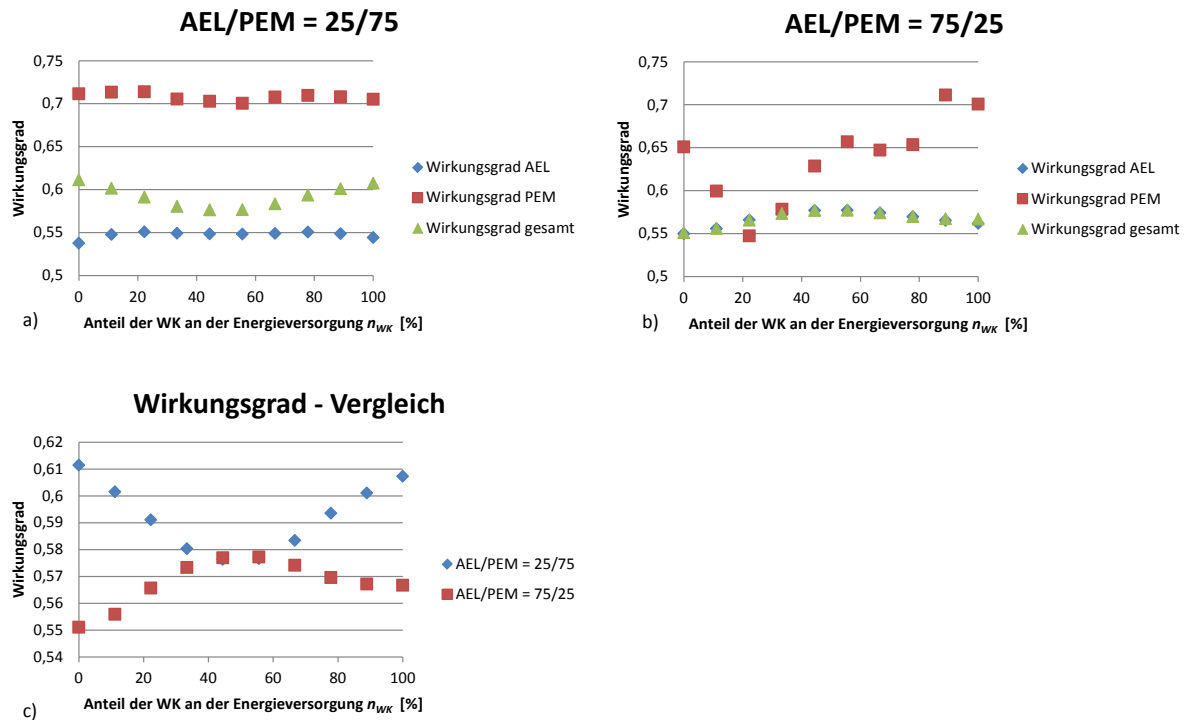 AEL/PEM = 25/75
0,75
0,7
0,65
0,6
0,55
0,5
Wirkungsgrad
0 20 40 60 80 100
Anteil der WK an der Energieversorgung nWK [%]
Wirkungsgrad AEL
Wirkungsgrad PEM
Wirkungsgrad gesamt
a)
AEL/PEM = 75/25
0,75
0,7
0,65
0,6
0,55
0,5
Wirkungsgrad
0 20 40 60 80 100
Anteil der WK an der Energieversorgung nWK [%]
Wirkungsgrad AEL
Wirkungsgrad PEM
Wirkungsgrad gesamt
b)
Wirkungsgrad - Vergleich
0,62
0,61
0,6
0,59
0,58
0,57
0,56
0,55
0,54
Wirkungsgrad
0 20 40 60 80 100
Anteil der WK an der Energieversorgung nWK [%]
AEL/PEM = 25/75
AEL/PEM = 75/25
c)